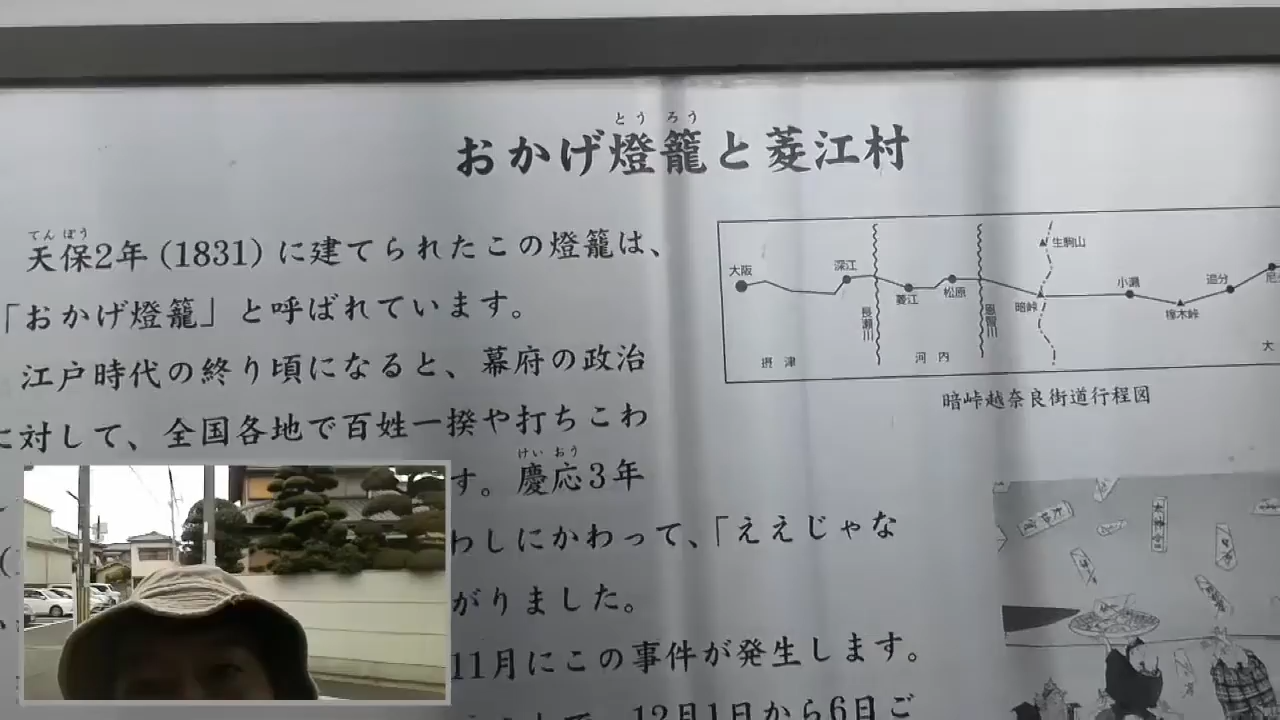 とうろう
おかげ燈籠と菱江村
てんぽう
天保2年(1831)に建てられたこの燈籠は、
「おかげ燈籠」と呼ばれています。
江戸時代の終り頃になると、幕府の政治
に対して、全国各地で百姓一揆や打ちこわ
けいおう
す。慶応3年
わしにかわって、「ええじゃな
がりました。
11月にこの事件が発生します。
12月1日から6日ご
生駒山
大阪
深江
菱江
松原
暗峠
小瀬
追分
榁木峠
長瀬川
恩智川
摂津
河内
大
暗峠越奈良街道行程図